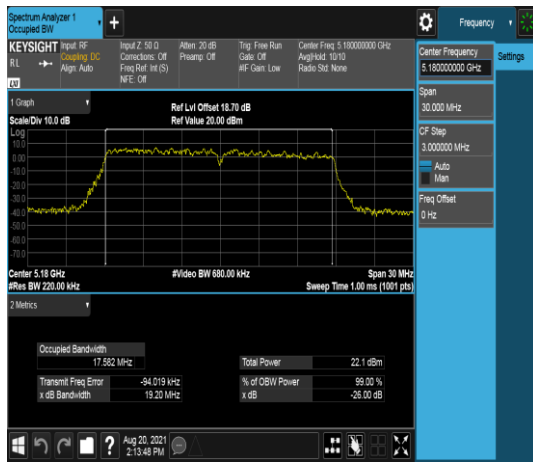 Spectrum Analyzer 1
Occupied BW
+
Frequency
KEYSIGHT Input: RF Input Z: 50 Ω Atten: 20 dB Trig: Free Run Center Freq: 5.180000000 GHz
RL Coupling: DC Corrections: Off Preamp: Off Gate: Off Avg|Hold: 10/10
Align: Auto Freq Ref: Int (S) #IF Gain: Low Radio Std: None
NFE: Off
LXI
Center Frequency
5.180000000 GHz
Settings
Span
30.000 MHz
CF Step
3.000000 MHz
Auto
Man
Freq Offset
0 Hz
1 Graph
Scale/Div 10.0 dB
Ref Lvl Offset 18.70 dB
Ref Value 20.00 dBm
Log
10.0
0.00
-10.0
-20.0
-30.0
-40.0
-50.0
-60.0
-70.0
Center 5.18 GHz #Video BW 680.00 kHz Span 30 MHz
#Res BW 220.00 kHz Sweep Time 1.00 ms (1001 pts)
2 Metrics
Occupied Bandwidth
17.582 MHz Total Power 22.1 dBm
Transmit Freq Error -94.019 kHz % of OBW Power 99.00 %
x dB Bandwidth 19.20 MHz x dB -26.00 dB
?
Aug 20, 2021
2:13:48 PM